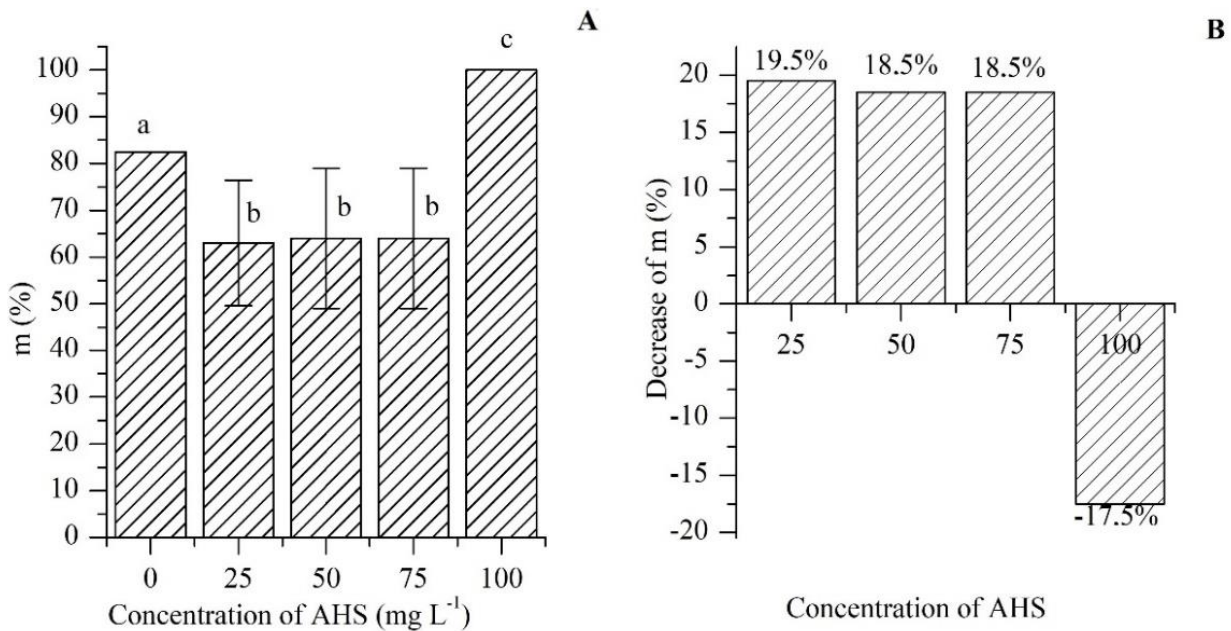 A
100
90
80
70
60
50
40
30
20
10
0
m (%)
a
b
b
b
c
0 25 50 75 100
Concentration of AHS (mg L⁻¹)
B
20
15
10
5
0
-5
-10
-15
-20
Decrease of m (%)
19.5% 18.5% 18.5%
25 50 75 100
-17.5%
Concentration of AHS